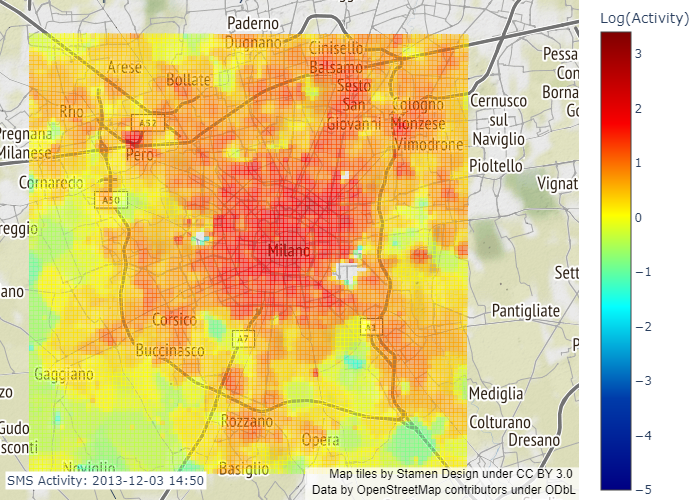 Log(Activity)
Paderno
Dugnano
Cinisello
Balsamo
Arese
Bollate
Sesto
San
Giovanni
Cologno
Monzese
Vimodrone
Cernusco
sul
Naviglio
Pioltello
Rho
A52
Pero
Pregnana
Milanese
Cornaredo
A50
Vignat
reggio
Milano
Sett
ano
Pantigliate
Corsico
A7
A1
Buccinasco
Gaggiano
Mediglia
Rozzano
Colturano
Dresano
Opera
Gudo
sconti
Noviglio
Basiglio
Pessa
Con
Borna
Go
zo
P
3
2
1
0
−1
−2
−3
−4
−5
SMS Activity: 2013-12-03 14:50
Map tiles by Stamen Design under CC BY 3.0
Data by OpenStreetMap contributors under ODbL